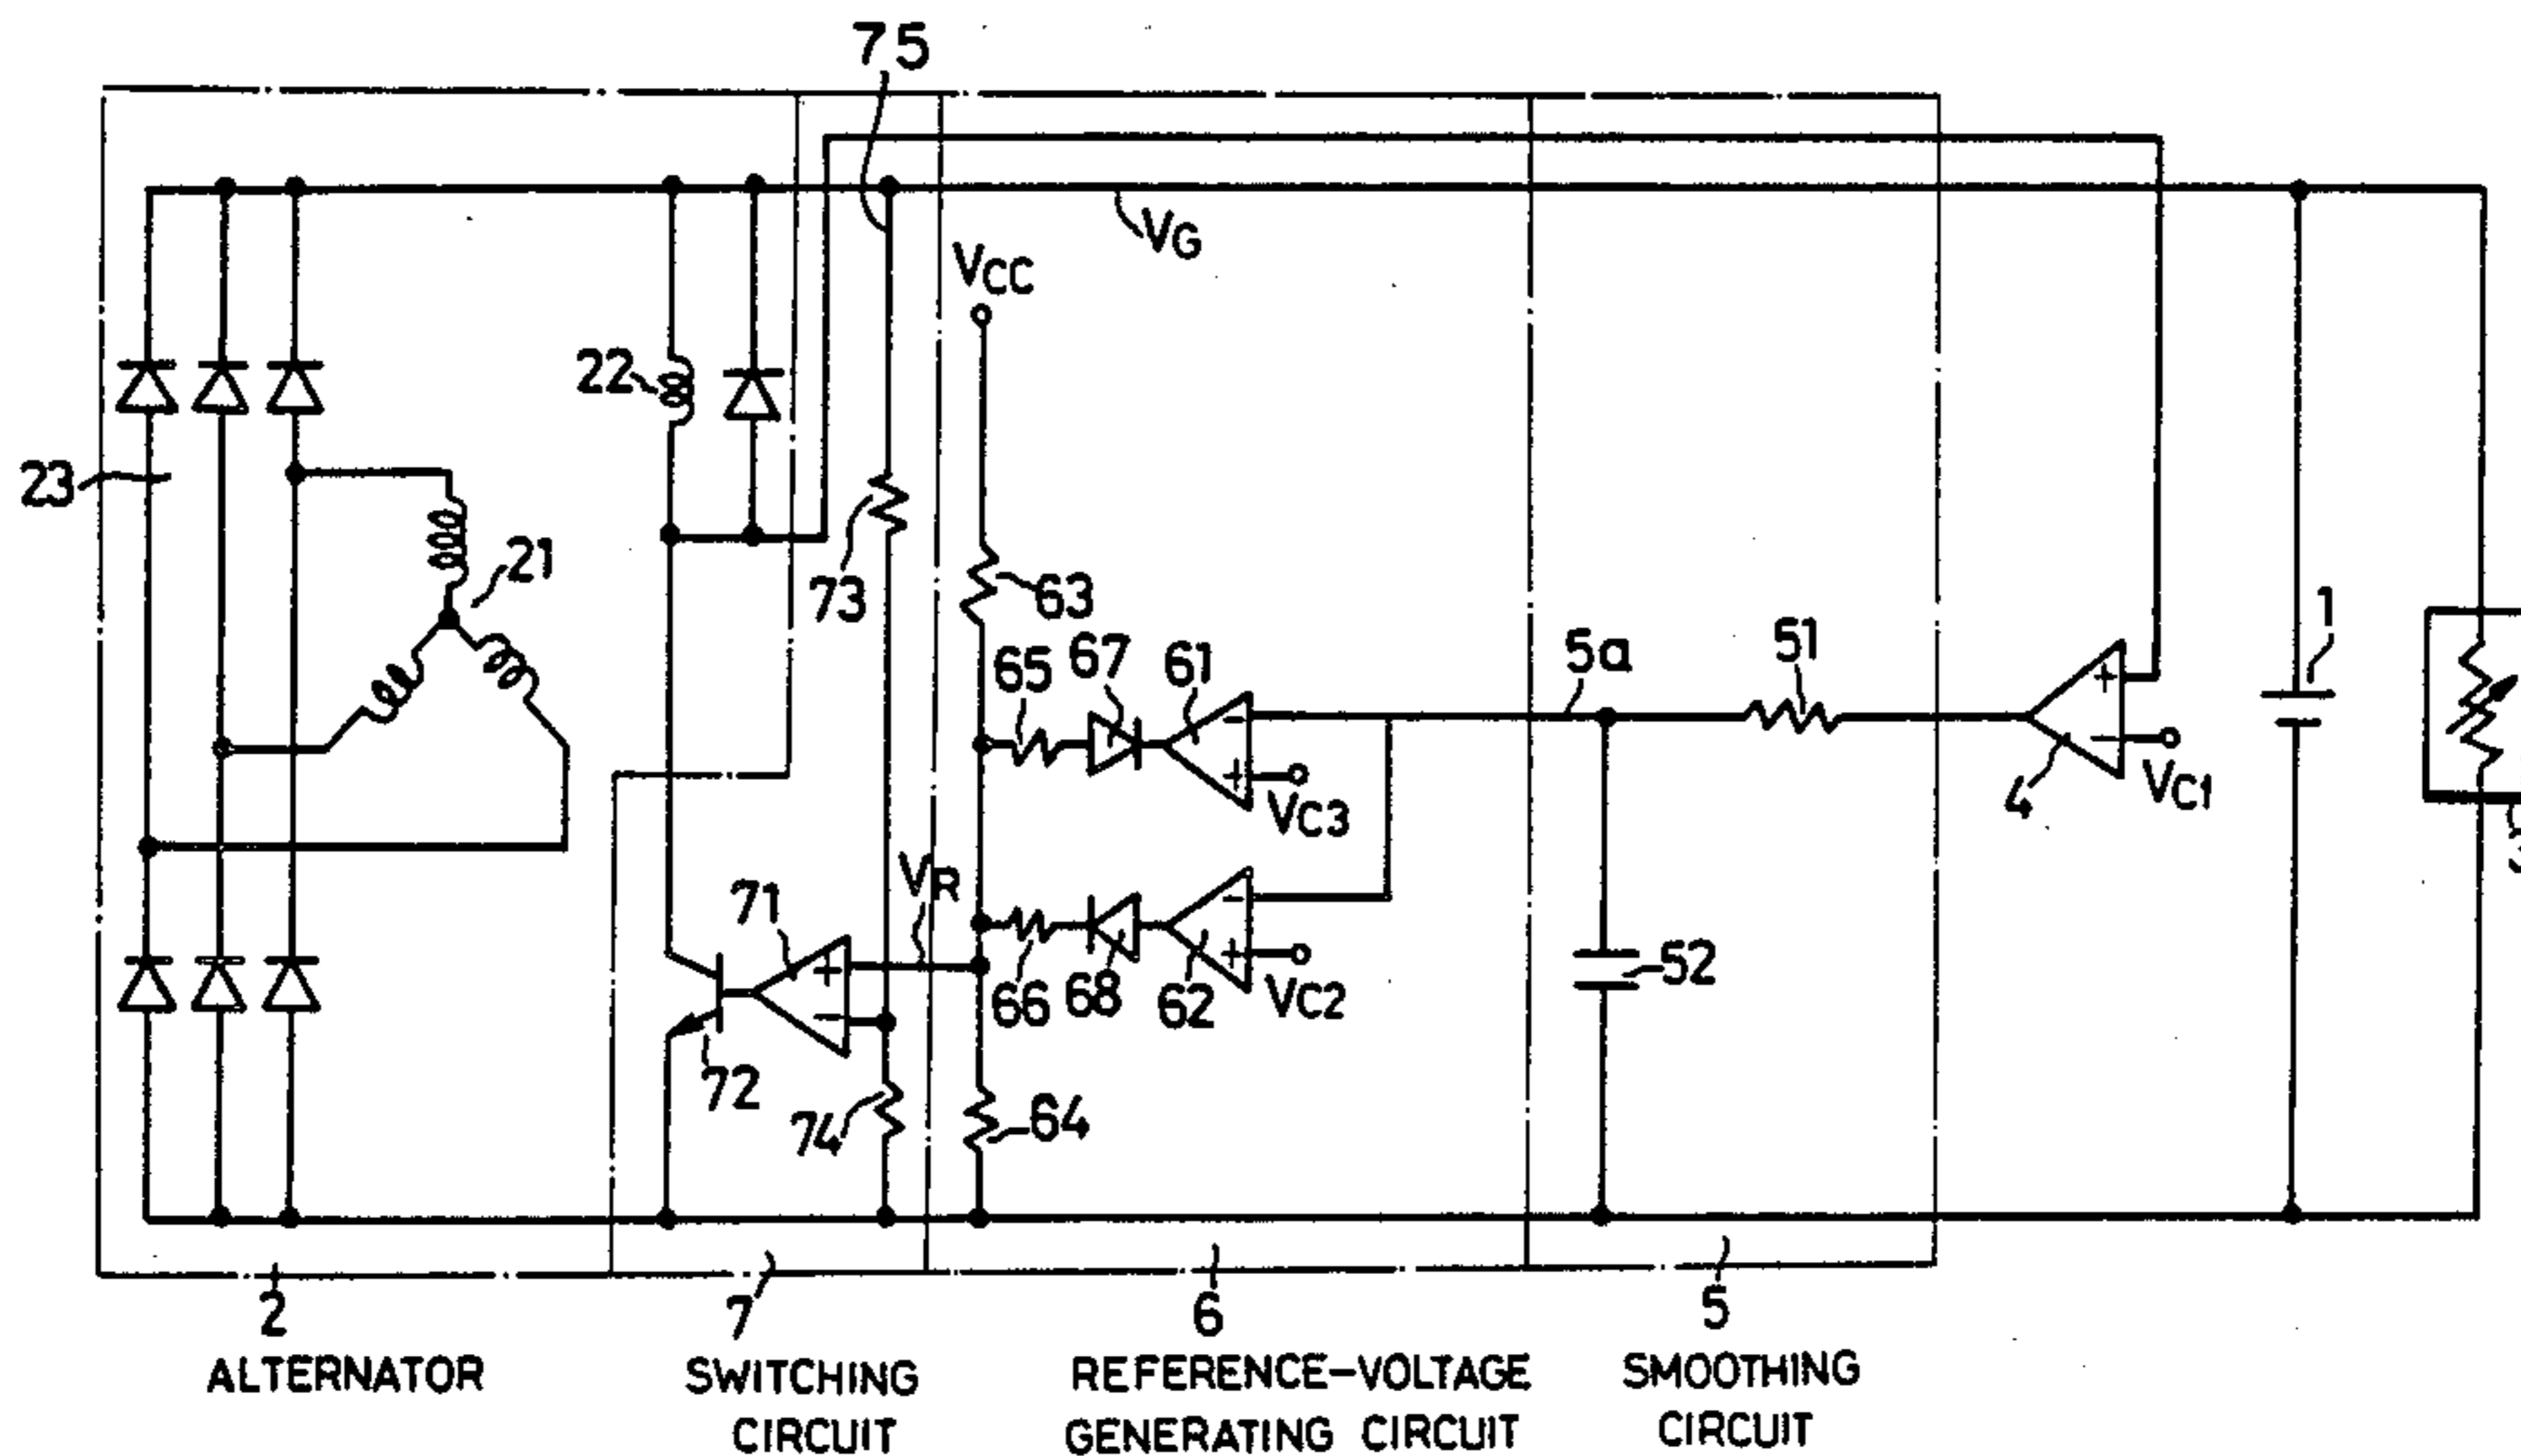 75
VG
VCC
22
23
21
73
63
65
67
61
5a
51
1
+
−
4
VC1
−
+
VC3
VR
71
+
−
72
74
66
68
62
−
+
VC2
52
64
2
7
6
5
ALTERNATOR
SWITCHING CIRCUIT
REFERENCE-VOLTAGE GENERATING CIRCUIT
SMOOTHING CIRCUIT